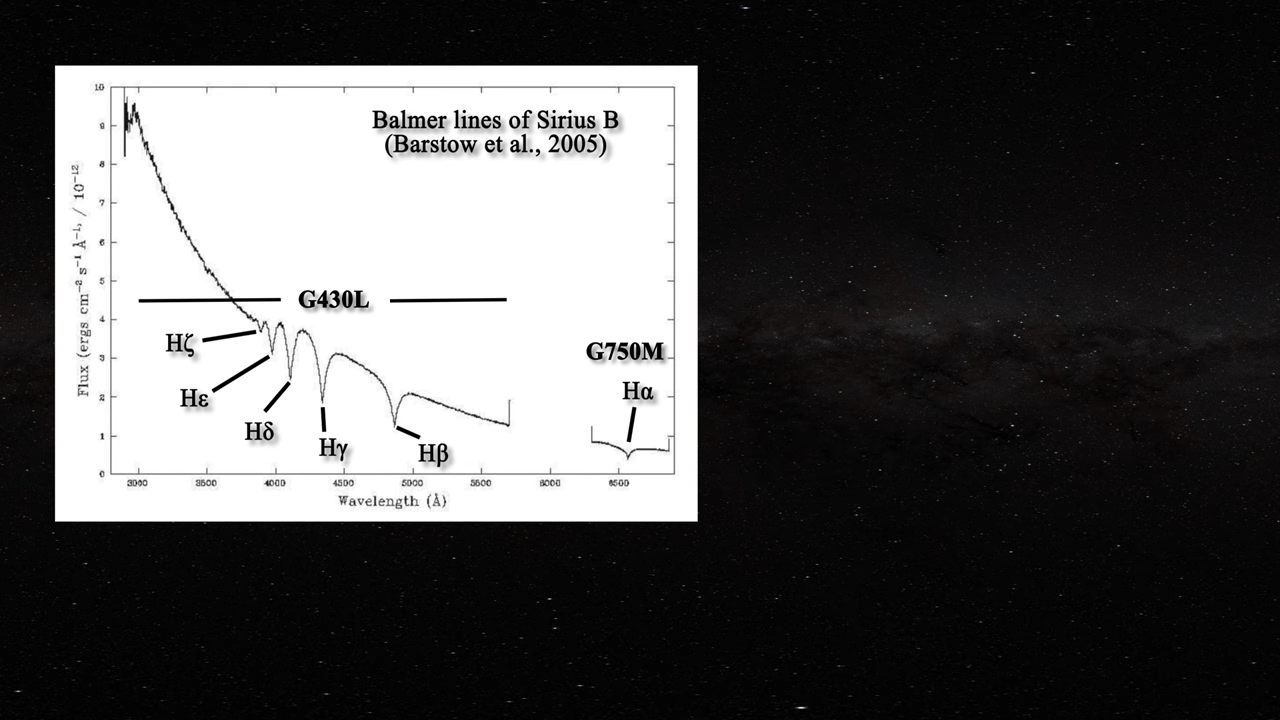 Balmer lines of Sirius B
(Barstow et al., 2005)
10
9
8
7
6
5
4
3
2
1
0
Flux (ergs cm⁻² s⁻¹ Å⁻¹, / 10⁻¹²
G430L
G750M
Hζ
Hε
Hδ
Hγ
Hβ
Hα
3000 3500 4000 4500 5000 5500 6000 6500
Wavelength (Å)